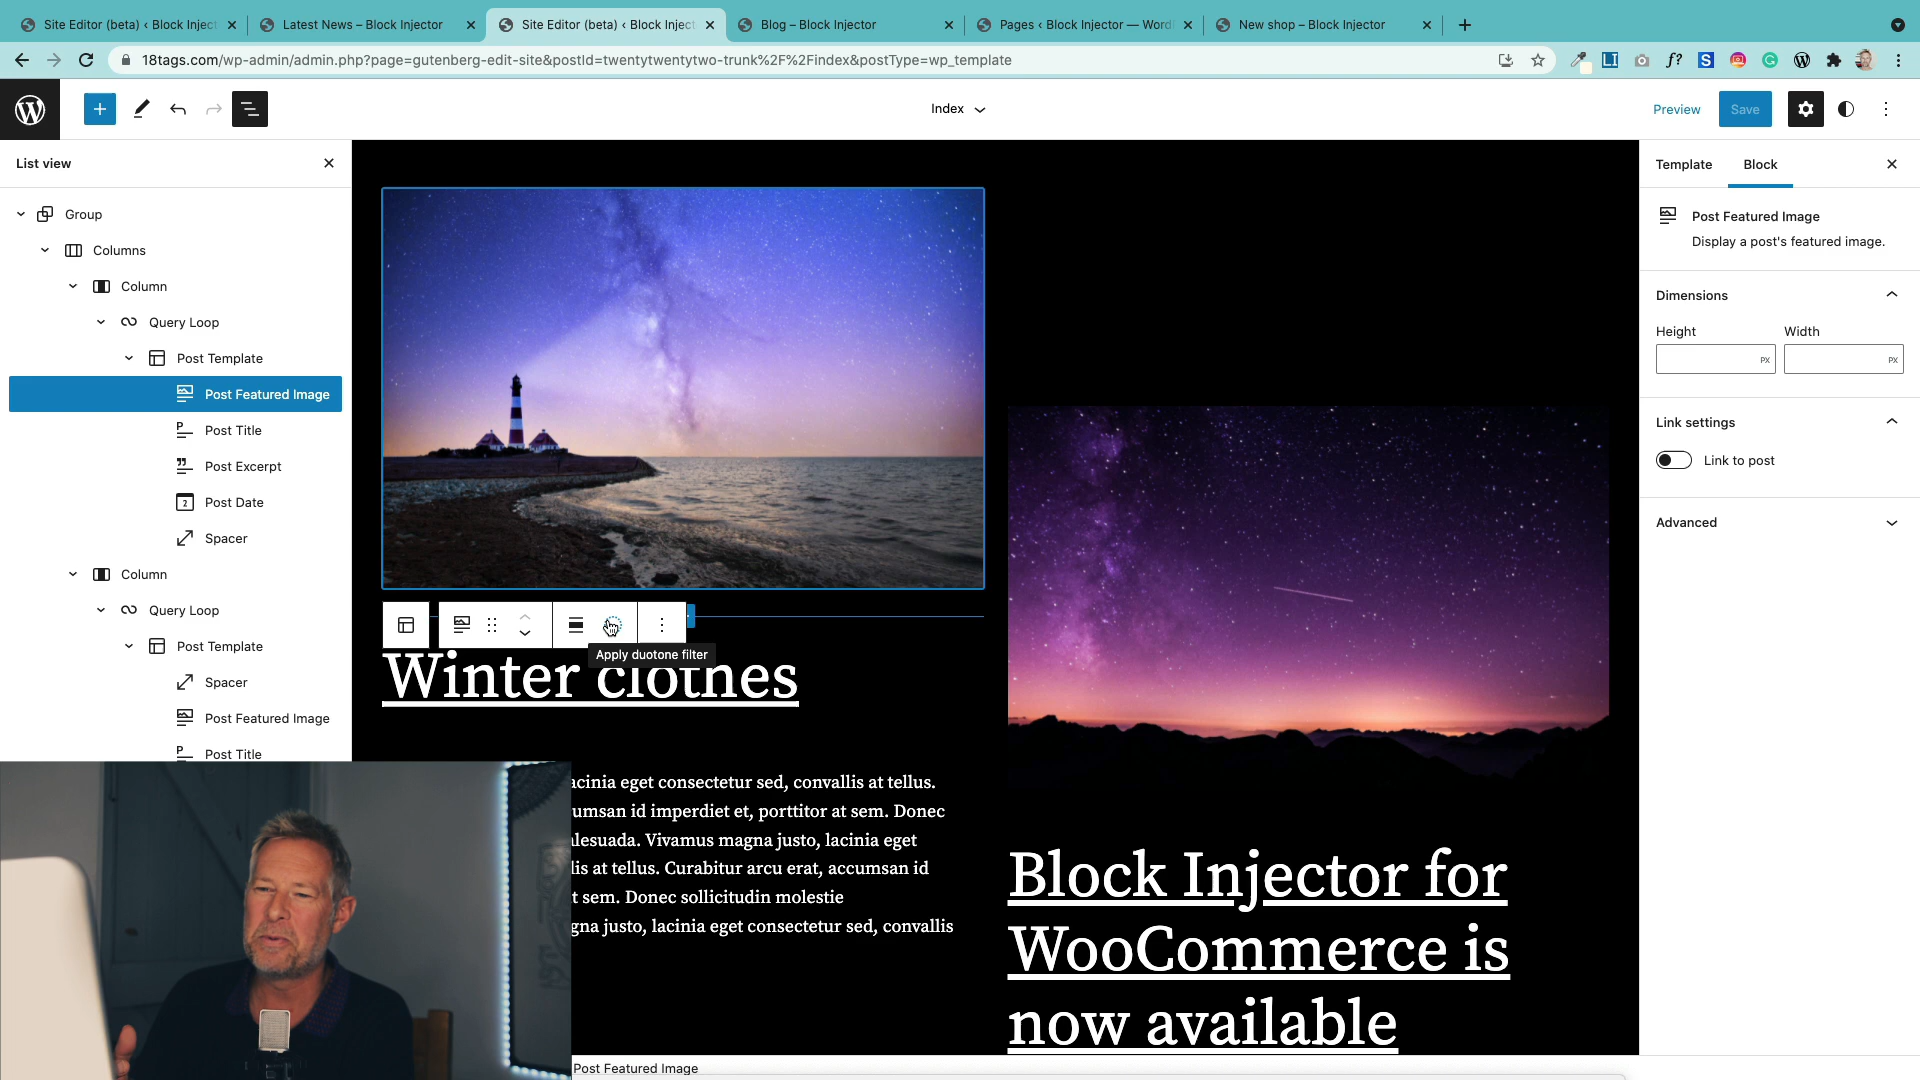 Site Editor (beta) ‹ Block Inject
Latest News – Block Injector
Site Editor (beta) ‹ Block Inject
Blog – Block Injector
Pages ‹ Block Injector — Word
New shop – Block Injector
18tags.com/wp-admin/admin.php?page=gutenberg-edit-site&postId=twentytwentytwo-trunk%2F%2Findex&postType=wp_template
Index
Preview
Save
List view
Group
Columns
Column
Query Loop
Post Template
Post Featured Image
Post Title
Post Excerpt
Post Date
Spacer
Column
Query Loop
Post Template
Spacer
Post Featured Image
Post Title
Apply duotone filter
Winter clothes
acinia eget consectetur sed, convallis at tellus.
umsan id imperdiet et, porttitor at sem. Donec
lesuada. Vivamus magna justo, lacinia eget
lis at tellus. Curabitur arcu erat, accumsan id
t sem. Donec sollicitudin molestie
gna justo, lacinia eget consectetur sed, convallis
Block Injector for
WooCommerce is
now available
Template
Block
Post Featured Image
Display a post's featured image.
Dimensions
Height
Width
PX
PX
Link settings
Link to post
Advanced
Post Featured Image